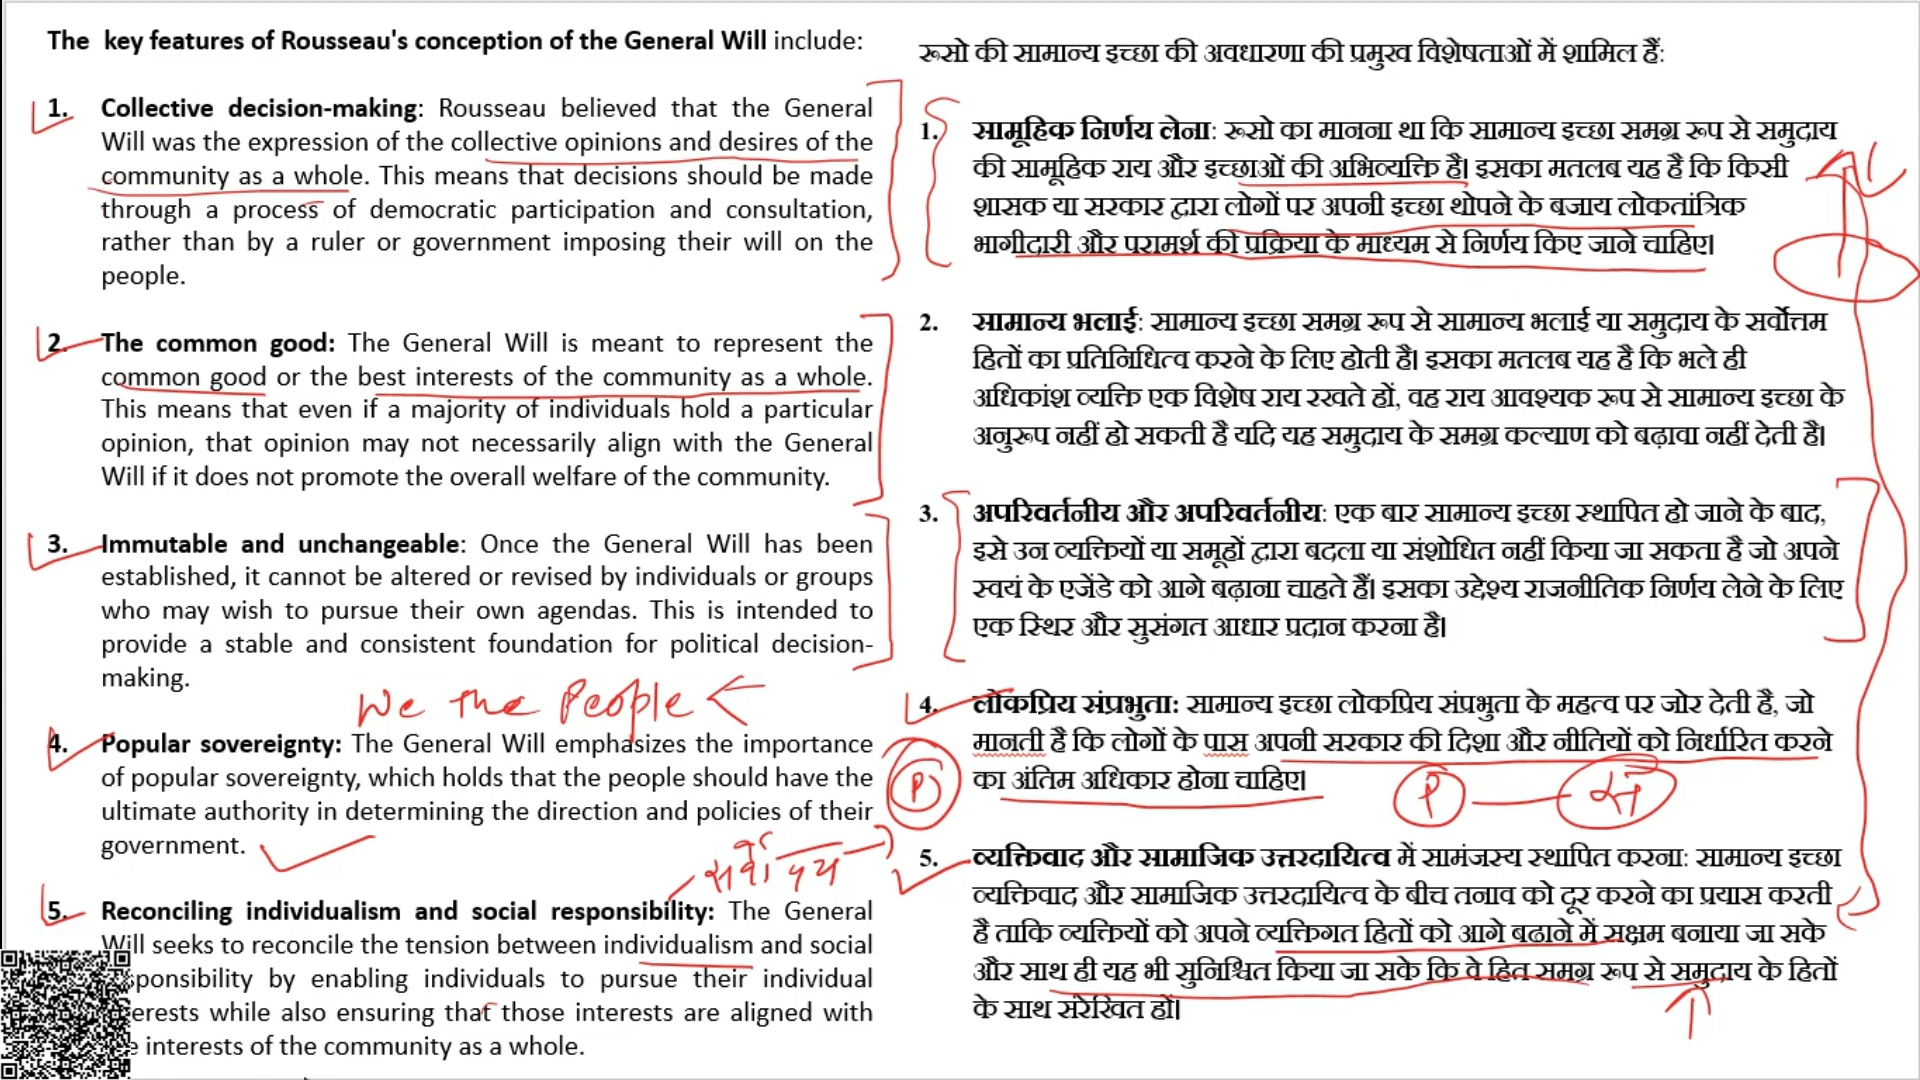 The key features of Rousseau's conception of the General Will include:
1. Collective decision-making: Rousseau believed that the General
Will was the expression of the collective opinions and desires of the
community as a whole. This means that decisions should be made
through a process of democratic participation and consultation,
rather than by a ruler or government imposing their will on the
people.
2. The common good: The General Will is meant to represent the
common good or the best interests of the community as a whole.
This means that even if a majority of individuals hold a particular
opinion, that opinion may not necessarily align with the General
Will if it does not promote the overall welfare of the community.
3. Immutable and unchangeable: Once the General Will has been
established, it cannot be altered or revised by individuals or groups
who may wish to pursue their own agendas. This is intended to
provide a stable and consistent foundation for political decision-
making.
We the People
4. Popular sovereignty: The General Will emphasizes the importance
of popular sovereignty, which holds that the people should have the
ultimate authority in determining the direction and policies of their
government.
5. Reconciling individualism and social responsibility: The General
Will seeks to reconcile the tension between individualism and social
sponsibility by enabling individuals to pursue their individual
erests while also ensuring that those interests are aligned with
e interests of the community as a whole.
रूसो की सामान्य इच्छा की अवधारणा की प्रमुख विशेषताओं में शामिल हैं:
1. सामूहिक निर्णय लेना: रूसो का मानना था कि सामान्य इच्छा समग्र रूप से समुदाय
की सामूहिक राय और इच्छाओं की अभिव्यक्ति है। इसका मतलब यह है कि किसी
शासक या सरकार द्वारा लोगों पर अपनी इच्छा थोपने के बजाय लोकतांत्रिक
भागीदारी और परामर्श की प्रक्रिया के माध्यम से निर्णय किए जाने चाहिए।
2. सामान्य भलाई: सामान्य इच्छा समग्र रूप से सामान्य भलाई या समुदाय के सर्वोत्तम
हितों का प्रतिनिधित्व करने के लिए होती है। इसका मतलब यह है कि भले ही
अधिकांश व्यक्ति एक विशेष राय रखते हों, वह राय आवश्यक रूप से सामान्य इच्छा के
अनुरूप नहीं हो सकती है यदि यह समुदाय के समग्र कल्याण को बढ़ावा नहीं देती है।
3. अपरिवर्तनीय और अपरिवर्तनीय: एक बार सामान्य इच्छा स्थापित हो जाने के बाद,
इसे उन व्यक्तियों या समूहों द्वारा बदला या संशोधित नहीं किया जा सकता है जो अपने
स्वयं के एजेंडे को आगे बढ़ाना चाहते हैं। इसका उद्देश्य राजनीतिक निर्णय लेने के लिए
एक स्थिर और सुसंगत आधार प्रदान करना है।
4. लोकप्रिय संप्रभुता: सामान्य इच्छा लोकप्रिय संप्रभुता के महत्व पर जोर देती है, जो
मानती है कि लोगों के पास अपनी सरकार की दिशा और नीतियों को निर्धारित करने
का अंतिम अधिकार होना चाहिए।
P
P
5. व्यक्तिवाद और सामाजिक उत्तरदायित्व में सामंजस्य स्थापित करना: सामान्य इच्छा
व्यक्तिवाद और सामाजिक उत्तरदायित्व के बीच तनाव को दूर करने का प्रयास करती
है ताकि व्यक्तियों को अपने व्यक्तिगत हितों को आगे बढ़ाने में सक्षम बनाया जा सके
और साथ ही यह भी सुनिश्चित किया जा सके कि वे हित समग्र रूप से समुदाय के हितों
के साथ संरेखित हों।